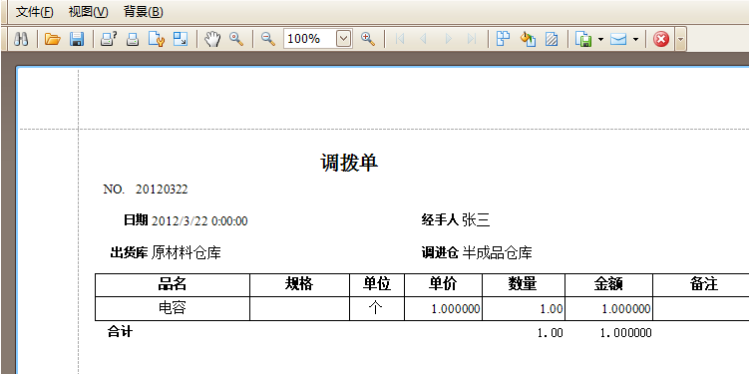 文件(F) 视图(V) 背景(B)
100%
调拨单
NO. 20120322
日期 2012/3/22 0:00:00 经手人 张三
出货库 原材料仓库 调进仓 半成品仓库
品名 规格 单位 单价 数量 金额 备注
电容 个 1.000000 1.00 1.000000
合计 1.00 1.000000